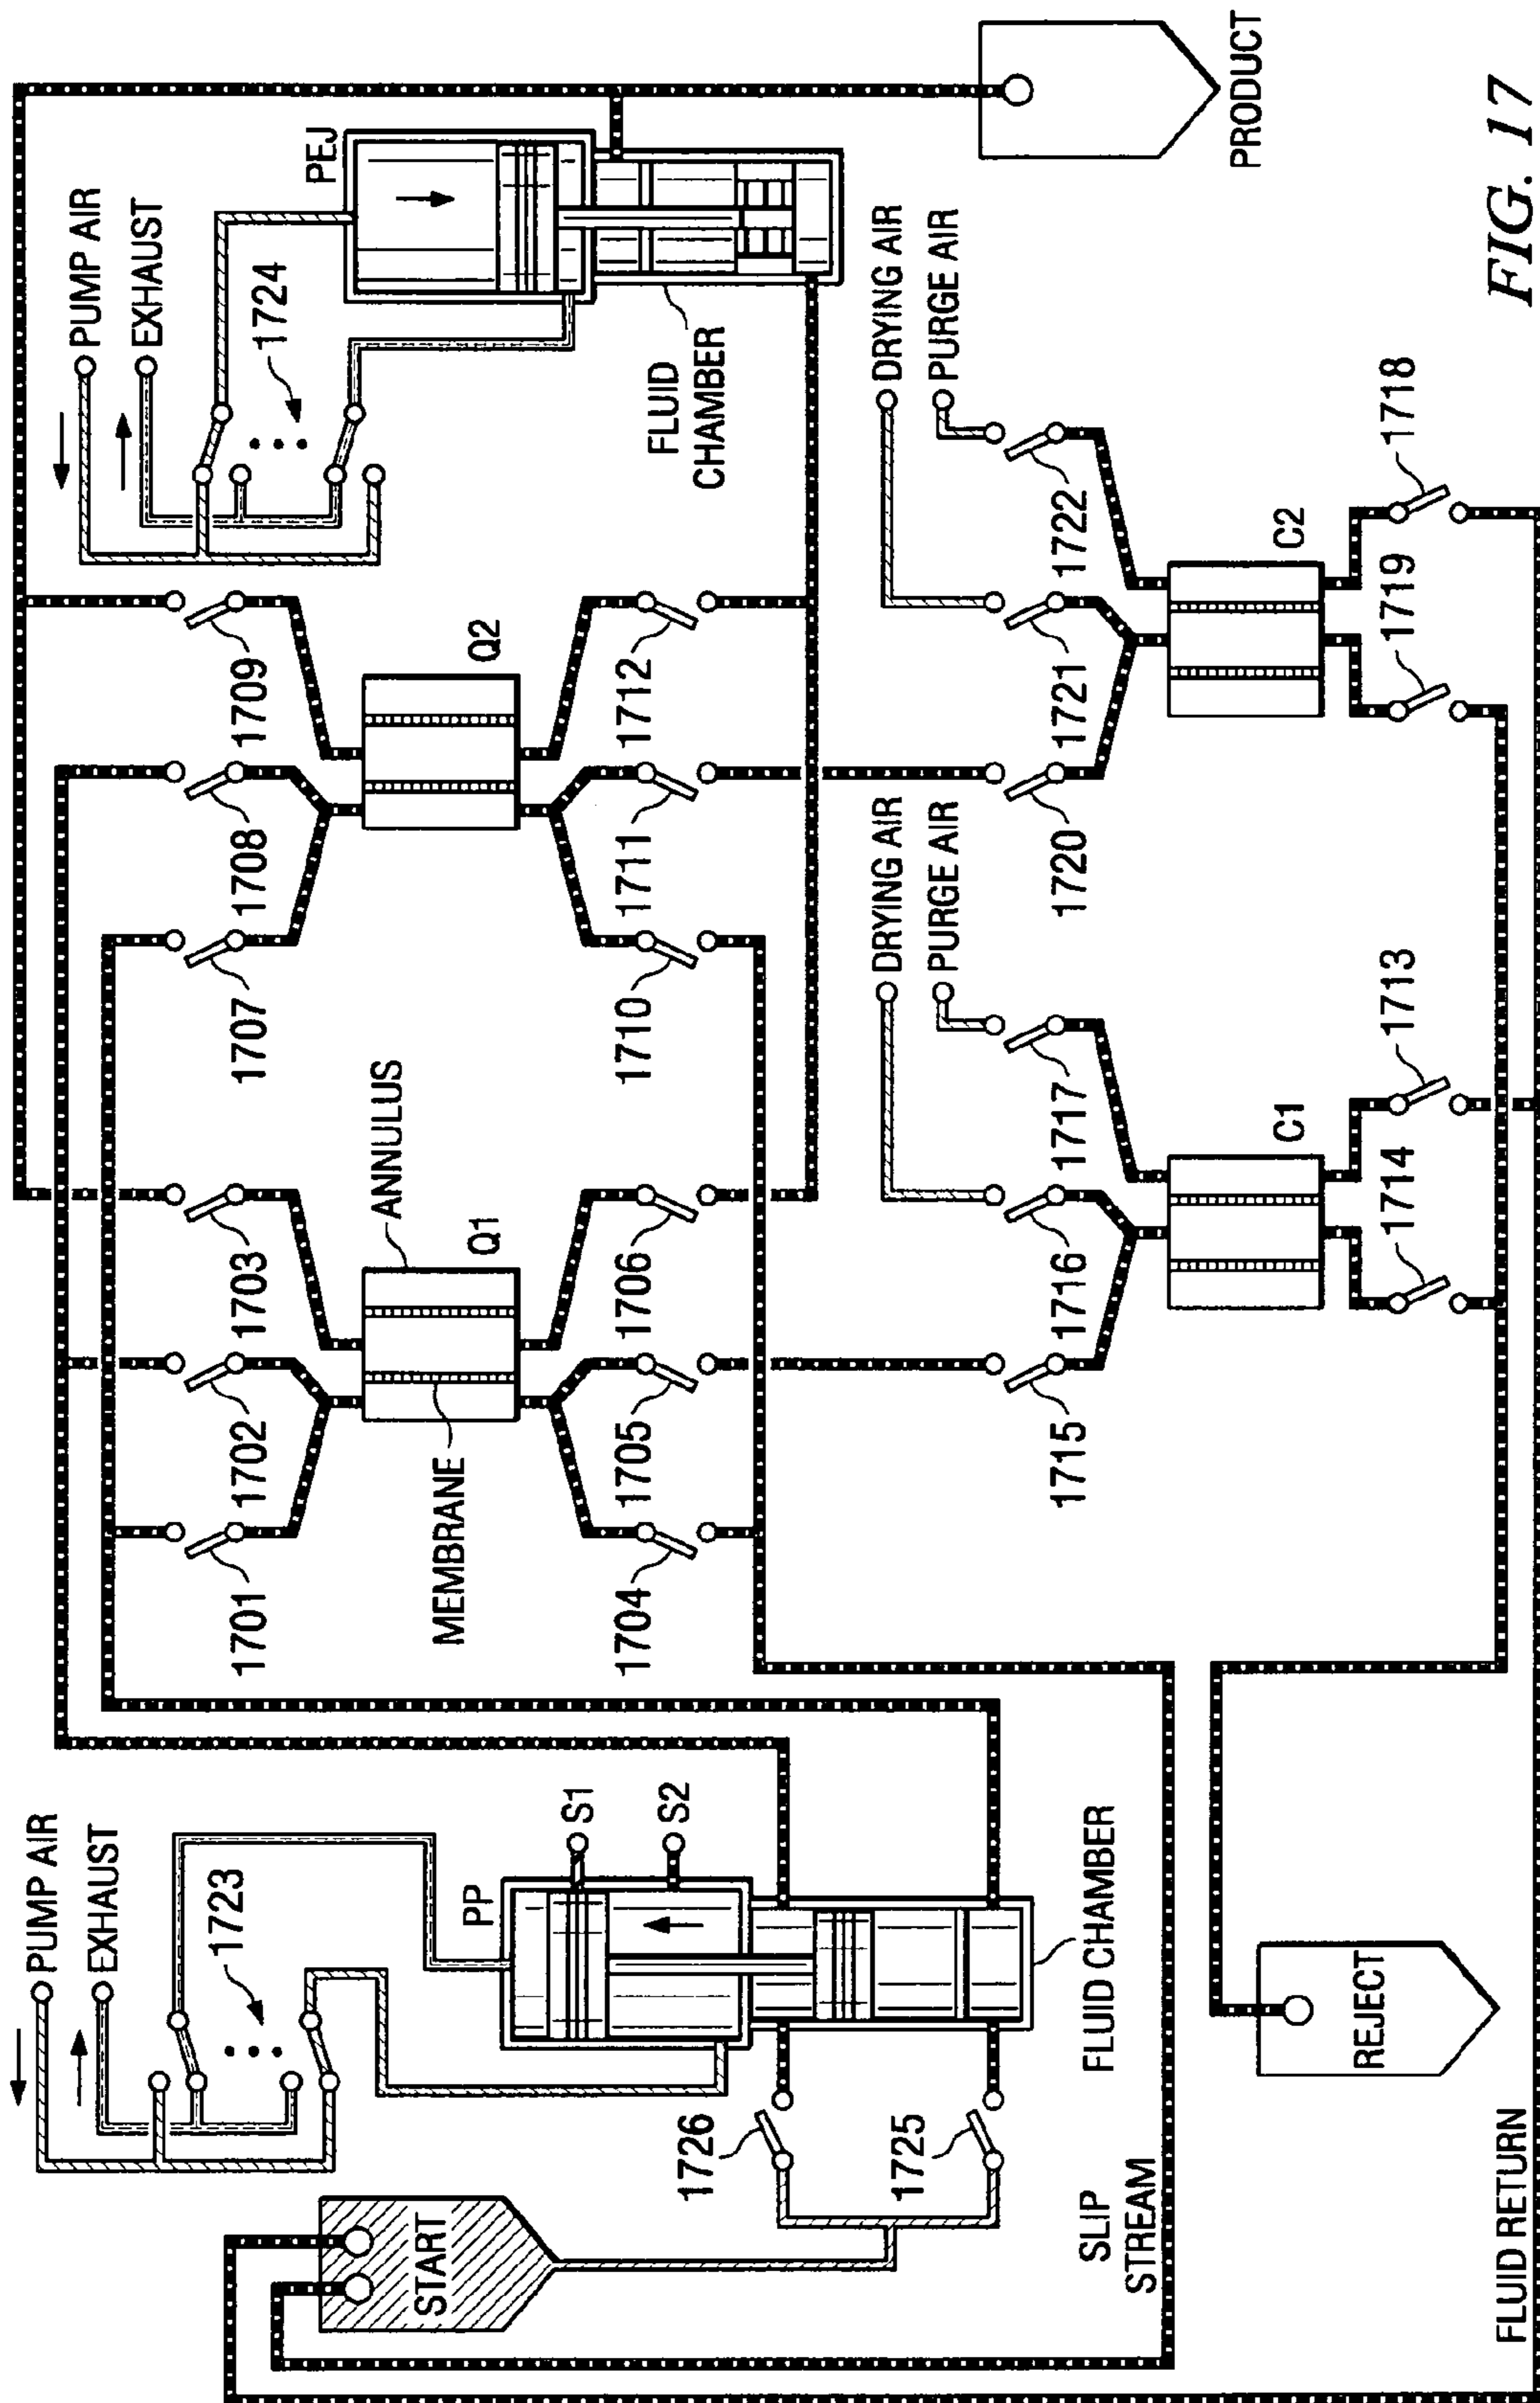 PUMP AIR
EXHAUST
1723
START
PP
S1
S2
1726
1725
FLUID CHAMBER
SLIP
STREAM
REJECT
FLUID RETURN
1701
1702
1703
MEMBRANE
ANNULUS
Q1
1704
1705
1706
1707
1708
1709
Q2
1710
1711
1712
PUMP AIR
EXHAUST
1724
PEJ
FLUID
CHAMBER
PRODUCT
DRYING AIR
PURGE AIR
1715
1716
1717
C1
1714
1713
DRYING AIR
PURGE AIR
1720
1721
1722
C2
1719
1718
FIG. 17